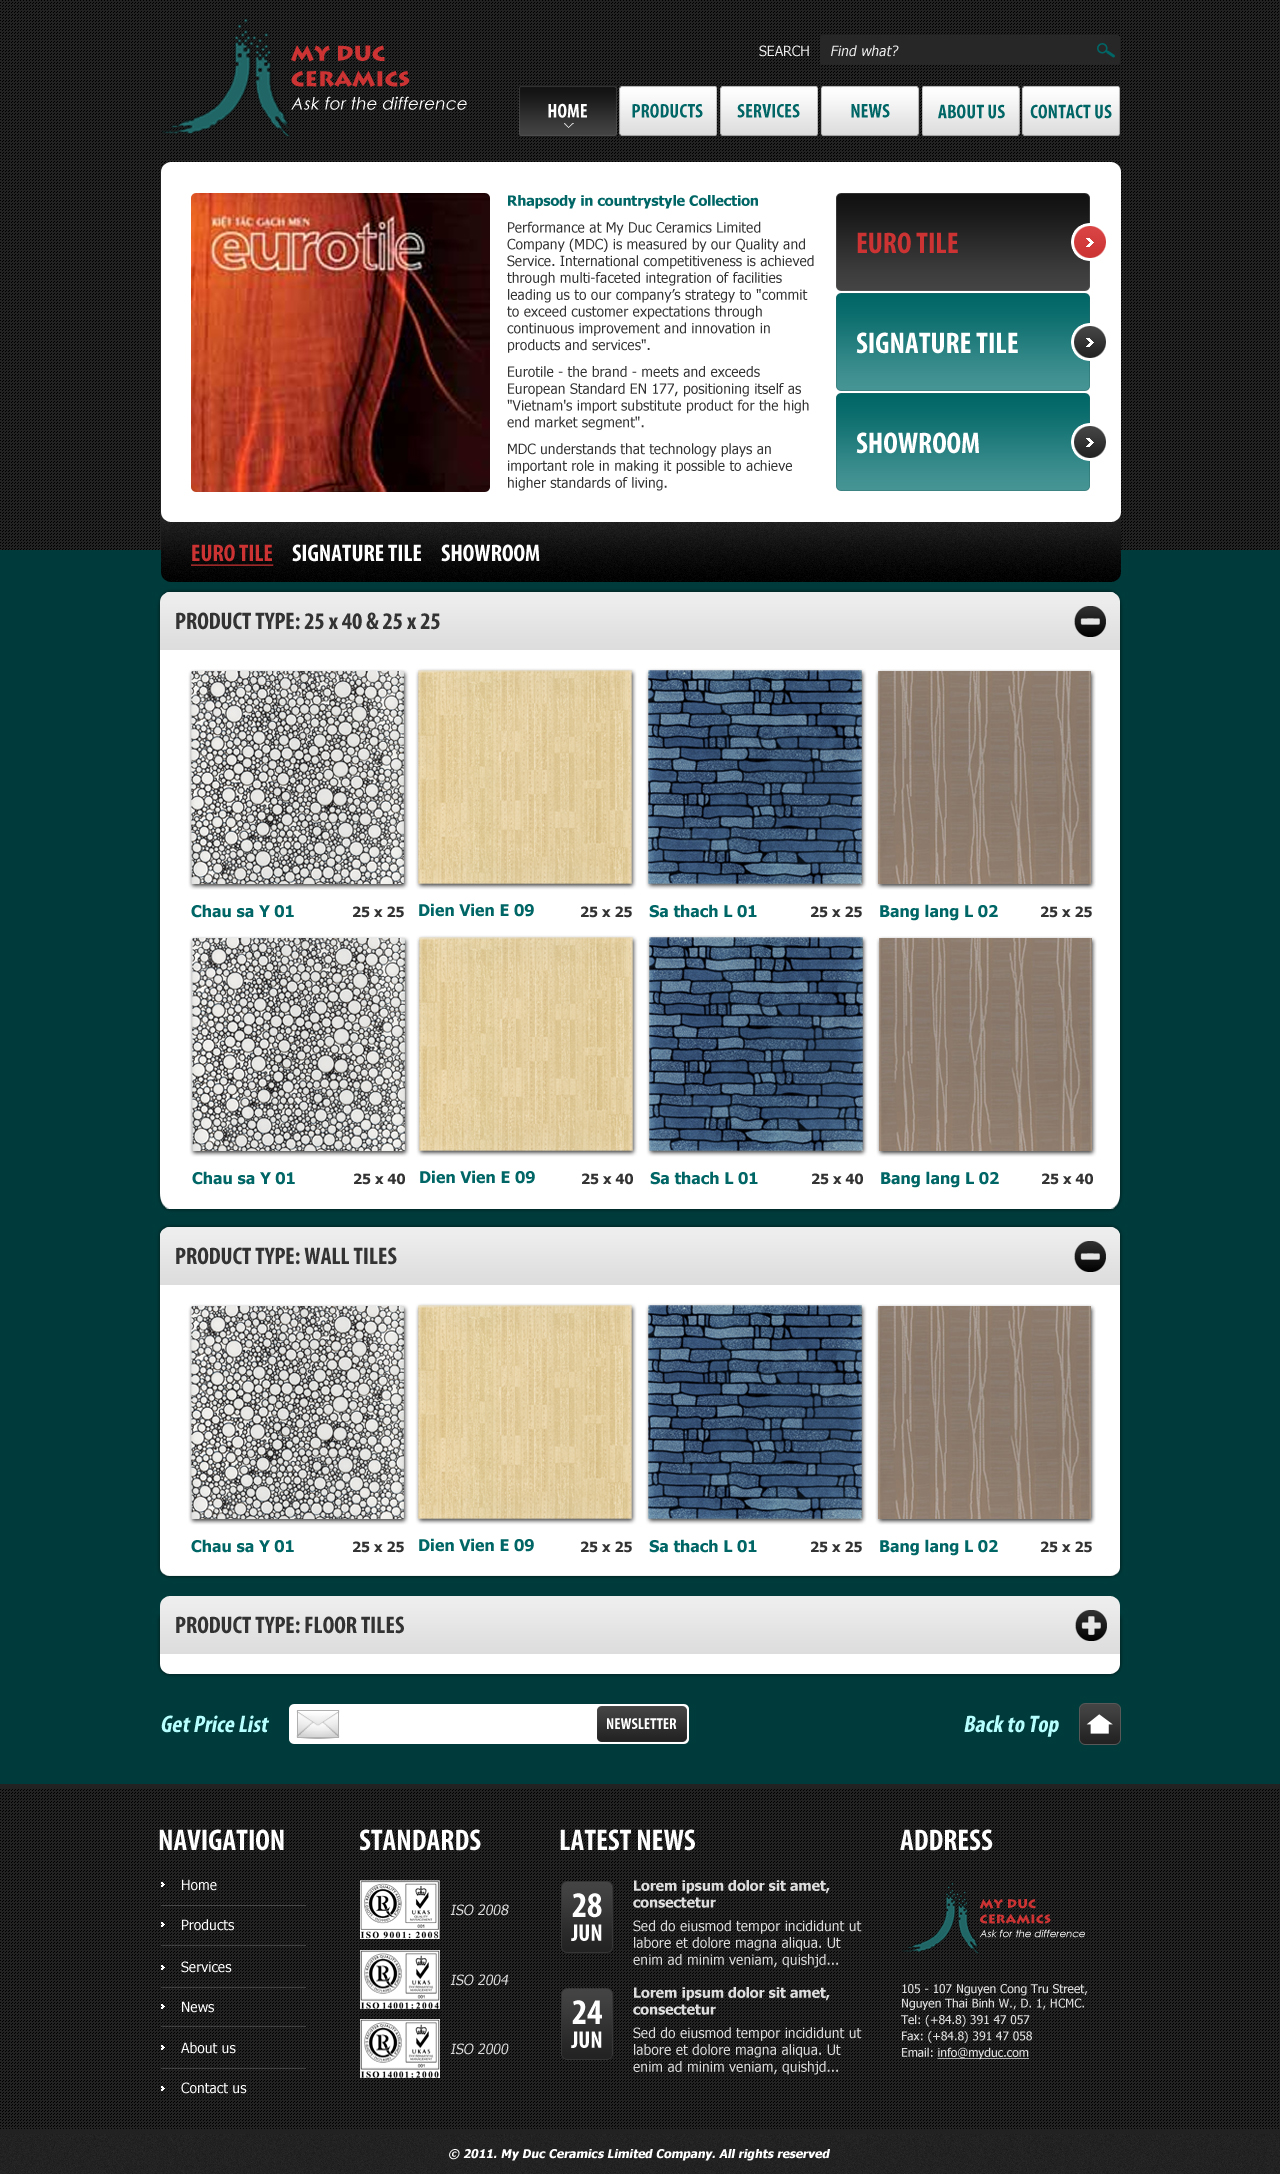 MY DUC
CERAMICS
Ask for the difference
SEARCH
Find what?
HOME
PRODUCTS
SERVICES
NEWS
ABOUT US
CONTACT US
KIỆT TÁC GẠCH MEN
eurotile
Rhapsody in countrystyle Collection
Performance at My Duc Ceramics Limited
Company (MDC) is measured by our Quality and
Service. International competitiveness is achieved
through multi-faceted integration of facilities
leading us to our company’s strategy to "commit
to exceed customer expectations through
continuous improvement and innovation in
products and services".
Eurotile - the brand - meets and exceeds
European Standard EN 177, positioning itself as
"Vietnam's import substitute product for the high
end market segment".
MDC understands that technology plays an
important role in making it possible to achieve
higher standards of living.
EURO TILE
SIGNATURE TILE
SHOWROOM
EURO TILE SIGNATURE TILE SHOWROOM
PRODUCT TYPE: 25 x 40 & 25 x 25
Chau sa Y 01 25 x 25 Dien Vien E 09 25 x 25 Sa thach L 01 25 x 25 Bang lang L 02 25 x 25
Chau sa Y 01 25 x 40 Dien Vien E 09 25 x 40 Sa thach L 01 25 x 40 Bang lang L 02 25 x 40
PRODUCT TYPE: WALL TILES
Chau sa Y 01 25 x 25 Dien Vien E 09 25 x 25 Sa thach L 01 25 x 25 Bang lang L 02 25 x 25
PRODUCT TYPE: FLOOR TILES
Get Price List
NEWSLETTER
Back to Top
NAVIGATION
Home
Products
Services
News
About us
Contact us
STANDARDS
UKAS
001
ISO 9001: 2008
ISO 2008
UKAS
001
ISO 14001:2004
ISO 2004
UKAS
001
ISO 14001:2000
ISO 2000
LATEST NEWS
28
JUN
Lorem ipsum dolor sit amet,
consectetur
Sed do eiusmod tempor incididunt ut
labore et dolore magna aliqua. Ut
enim ad minim veniam, quishjd...
24
JUN
Lorem ipsum dolor sit amet,
consectetur
Sed do eiusmod tempor incididunt ut
labore et dolore magna aliqua. Ut
enim ad minim veniam, quishjd...
ADDRESS
MY DUC
CERAMICS
Ask for the difference
105 - 107 Nguyen Cong Tru Street,
Nguyen Thai Binh W., D. 1, HCMC.
Tel: (+84.8) 391 47 057
Fax: (+84.8) 391 47 058
Email: info@myduc.com
© 2011. My Duc Ceramics Limited Company. All rights reserved